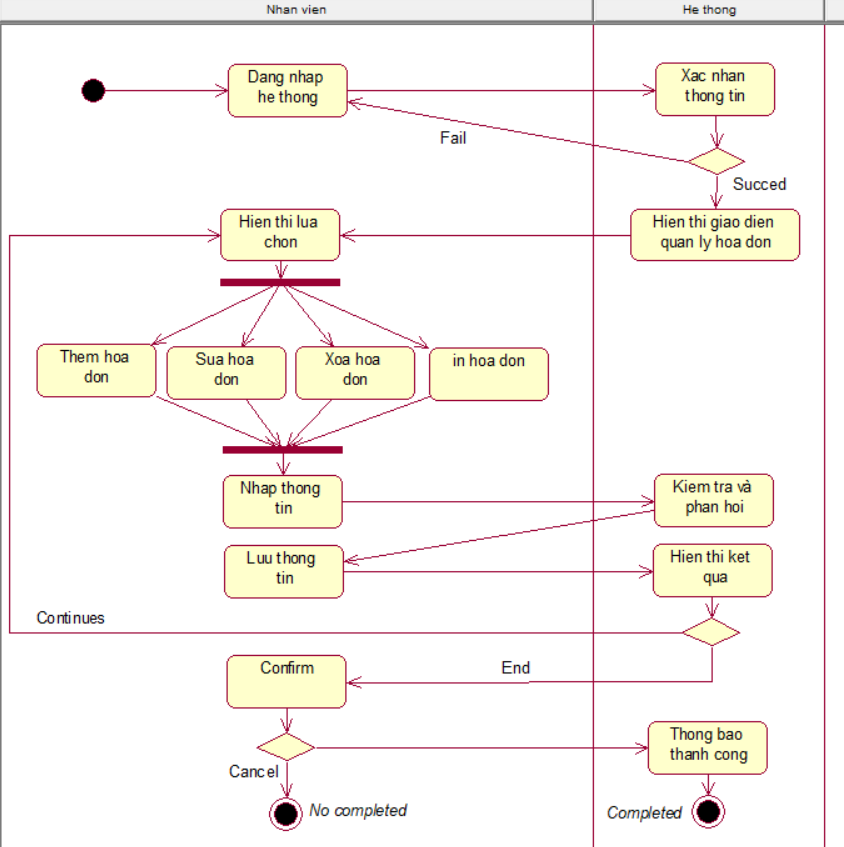 Nhan vien
He thong
Dang nhap
he thong
Xac nhan
thong tin
Fail
Succed
Hien thi lua
chon
Hien thi giao dien
quan ly hoa don
Them hoa
don
Sua hoa
don
Xoa hoa
don
in hoa don
Nhap thong
tin
Kiem tra và
phan hoi
Luu thong
tin
Hien thi ket
qua
Continues
Confirm
End
Thong bao
thanh cong
Cancel
No completed
Completed